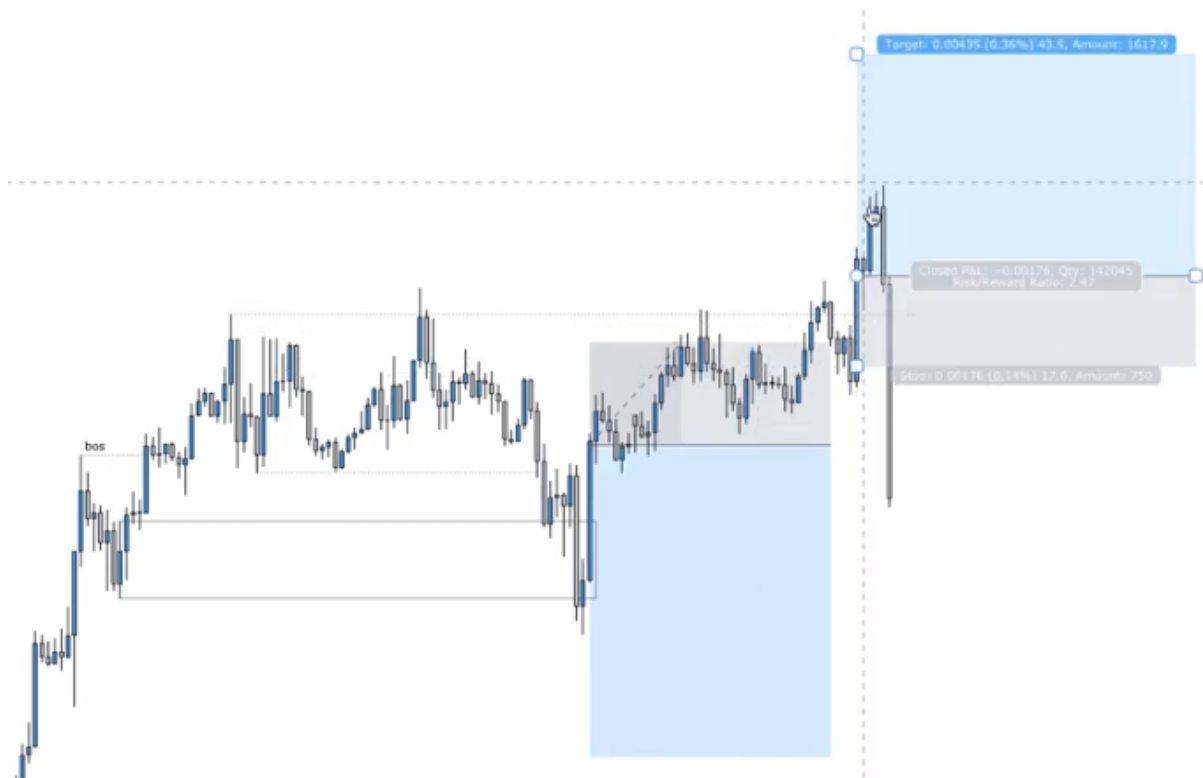 Target: 0.00435 (0.36%) 43.5, Amount: 1617.9
Closed P&L: −0.00176, Qty: 142045
Risk/Reward Ratio: 2.47
Stop: 0.00176 (0.14%) 17.6, Amount: 750
bos